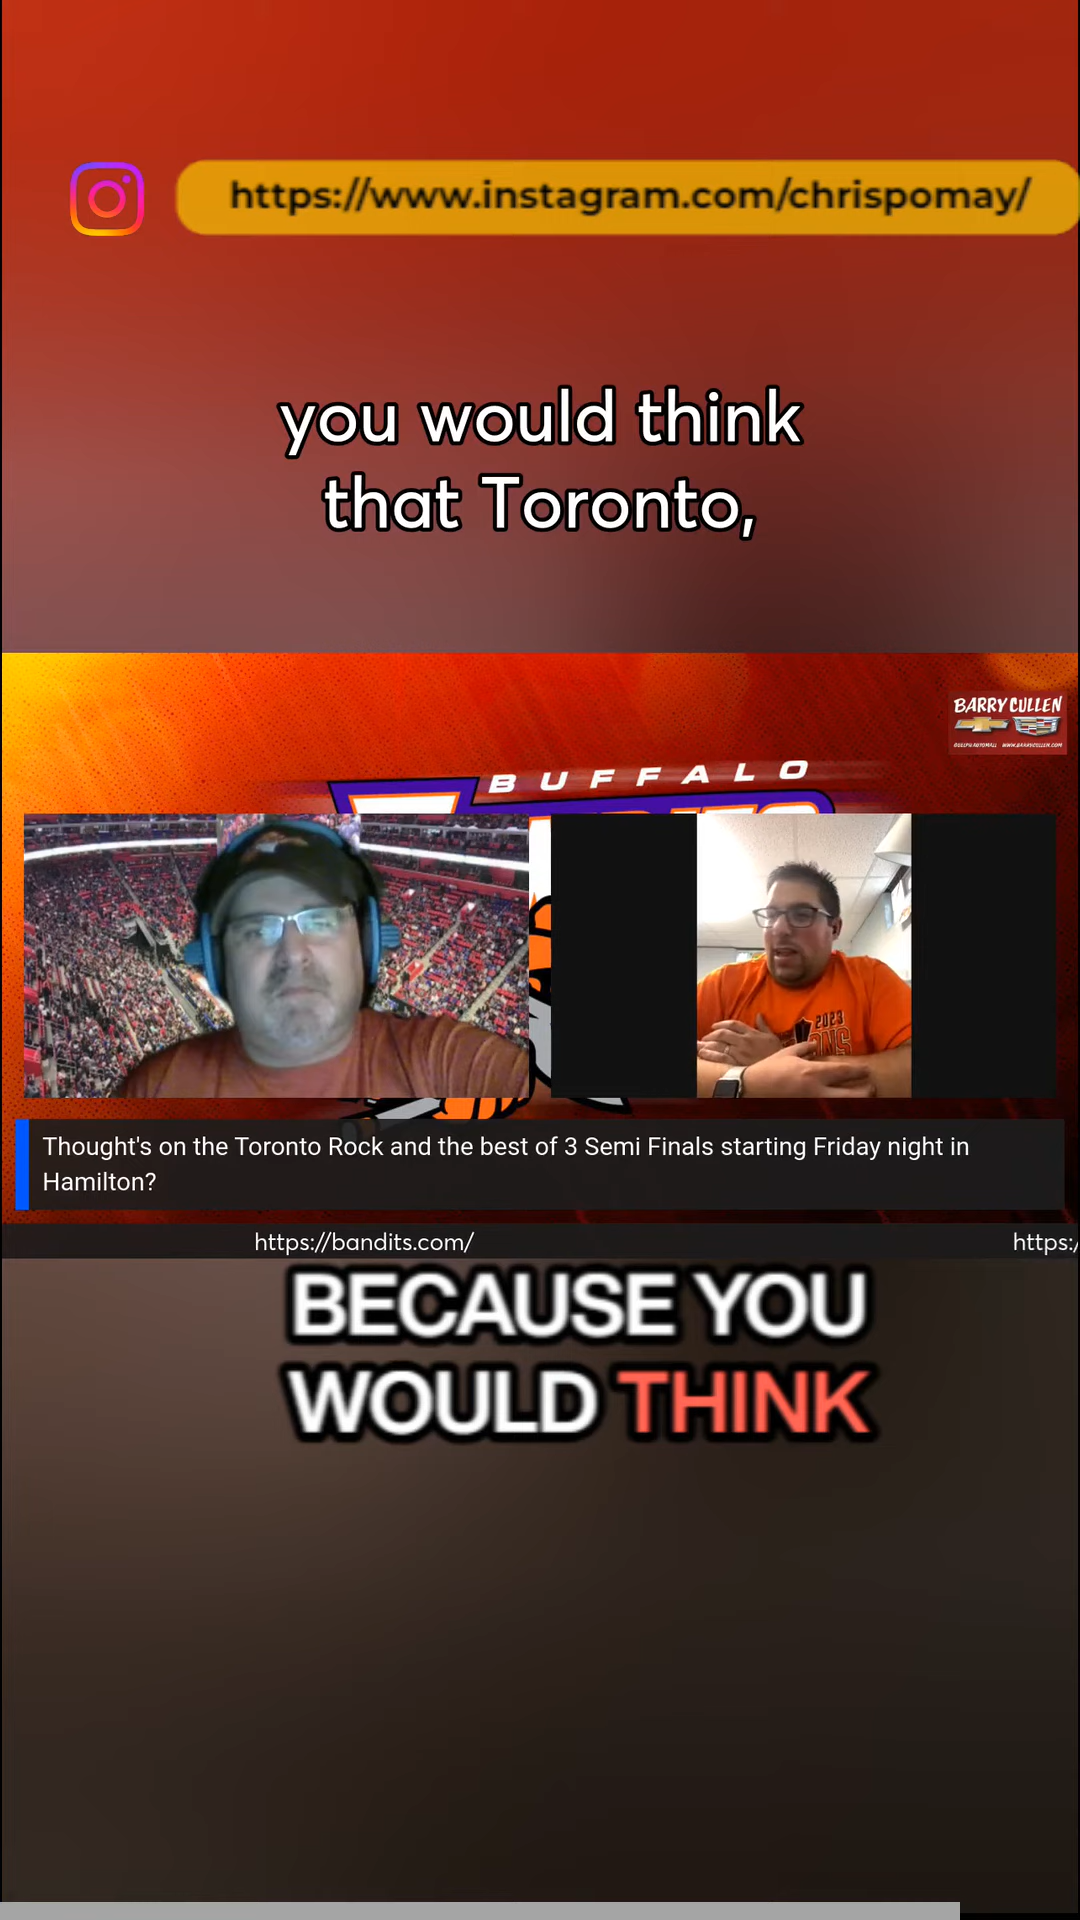 https://www.instagram.com/chrispomay/
you would think
that Toronto,
BARRY CULLEN
BUFFALO
2023
Thought's on the Toronto Rock and the best of 3 Semi Finals starting Friday night in
Hamilton?
https://bandits.com/
https:/
BECAUSE YOU
WOULD THINK